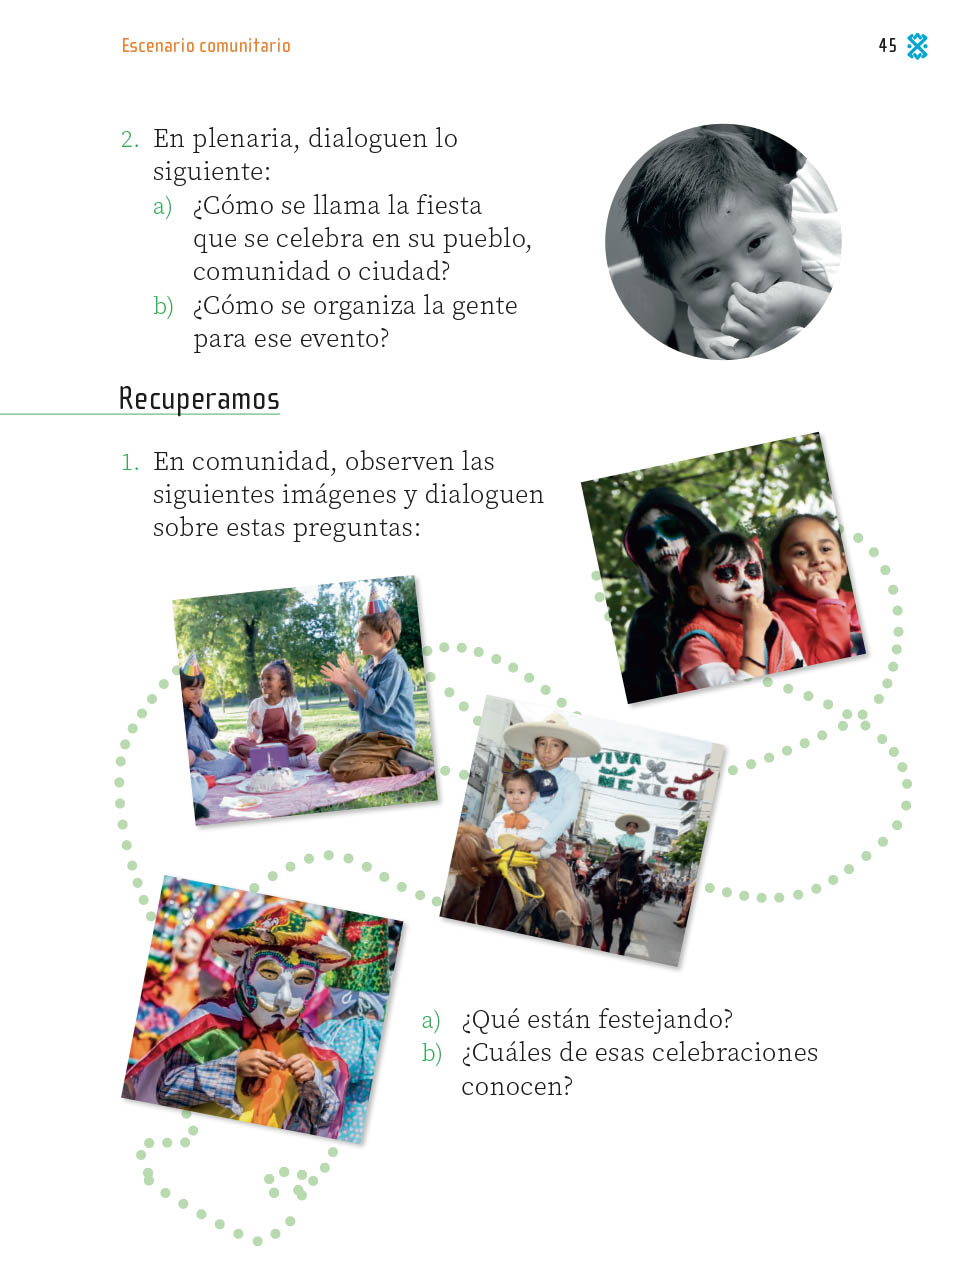 Escenario comunitario
45
2. En plenaria, dialoguen lo
siguiente:
a) ¿Cómo se llama la fiesta
que se celebra en su pueblo,
comunidad o ciudad?
b) ¿Cómo se organiza la gente
para ese evento?
Recuperamos
1. En comunidad, observen las
siguientes imágenes y dialoguen
sobre estas preguntas:
VIVA
MEXICO
a) ¿Qué están festejando?
b) ¿Cuáles de esas celebraciones
conocen?